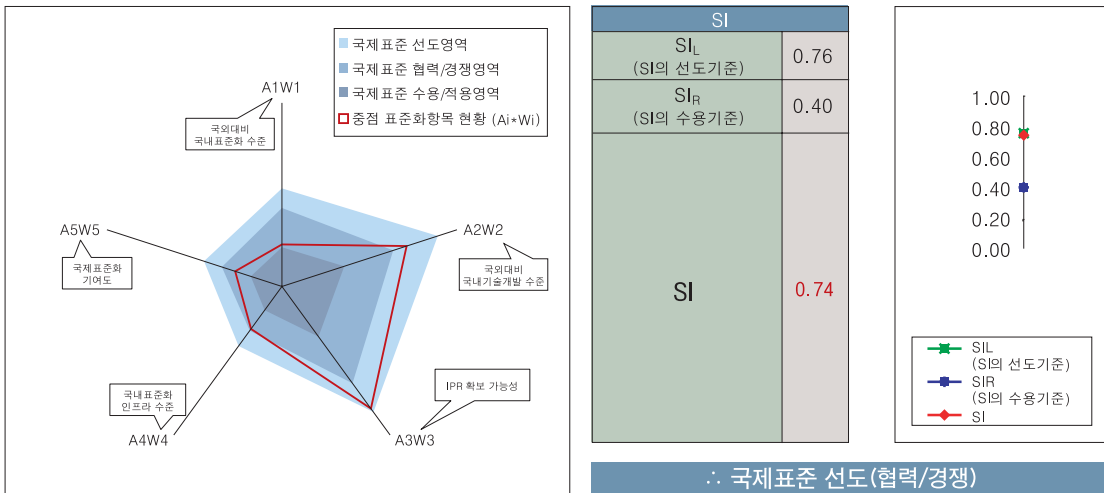 국제표준 선도영역
국제표준 협력/경쟁영역
국제표준 수용/적용영역
중점 표준화항목 현황 (Ai*Wi)
A1W1
국외대비
국내표준화 수준
A2W2
국외대비
국내기술개발 수준
A5W5
국제표준화
기여도
국내표준화
인프라 수준
A4W4
IPR 확보 가능성
A3W3
SI
SIL
(SI의 선도기준)
0.76
SIR
(SI의 수용기준)
0.40
SI
0.74
1.00
0.80
0.60
0.40
0.20
0.00
SIL
(SI의 선도기준)
SIR
(SI의 수용기준)
SI
∴ 국제표준 선도(협력/경쟁)